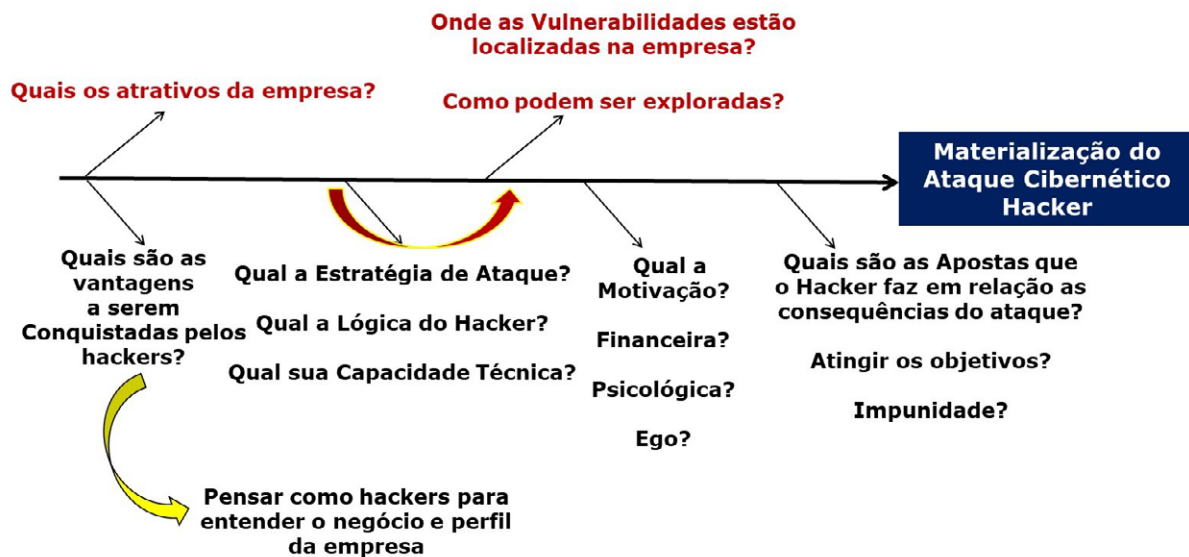 Onde as Vulnerabilidades estão
localizadas na empresa?
Quais os atrativos da empresa?
Como podem ser exploradas?
Materialização do
Ataque Cibernético
Hacker
Quais são as
vantagens
a serem
Conquistadas pelos
hackers?
Qual a Estratégia de Ataque?
Qual a Lógica do Hacker?
Qual sua Capacidade Técnica?
Qual a
Motivação?
Financeira?
Psicológica?
Ego?
Quais são as Apostas que
o Hacker faz em relação as
consequências do ataque?
Atingir os objetivos?
Impunidade?
Pensar como hackers para
entender o negócio e perfil
da empresa